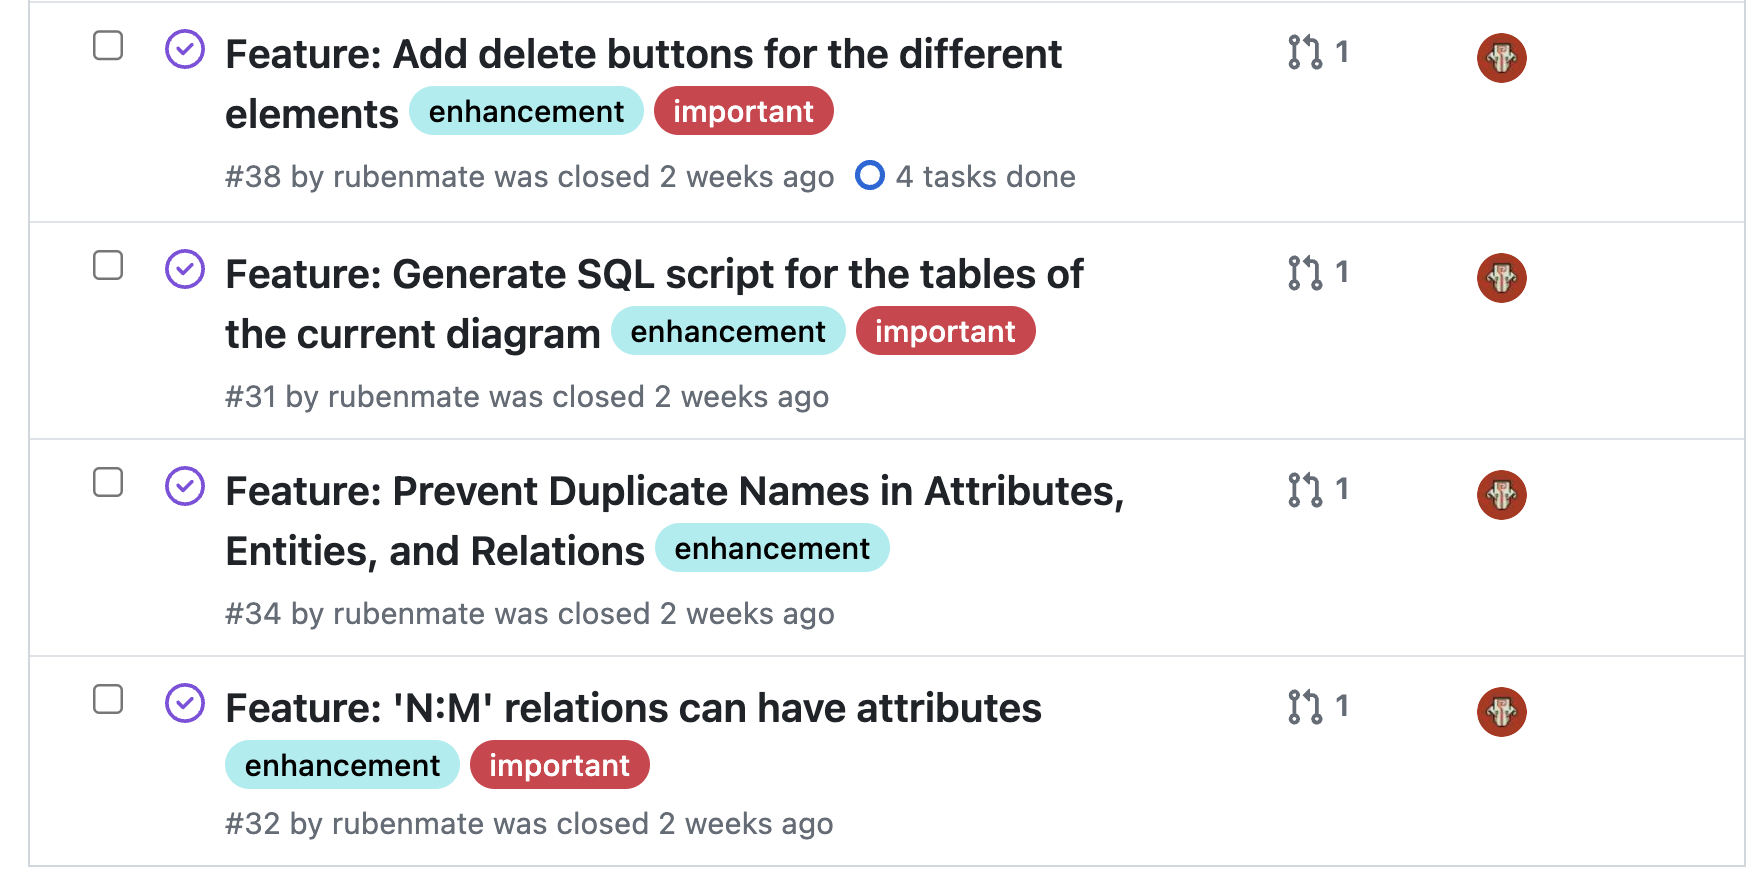 Feature: Add delete buttons for the different 1
elements enhancement important
#38 by rubenmate was closed 2 weeks ago 4 tasks done
Feature: Generate SQL script for the tables of 1
the current diagram enhancement important
#31 by rubenmate was closed 2 weeks ago
Feature: Prevent Duplicate Names in Attributes, 1
Entities, and Relations enhancement
#34 by rubenmate was closed 2 weeks ago
Feature: 'N:M' relations can have attributes 1
enhancement important
#32 by rubenmate was closed 2 weeks ago